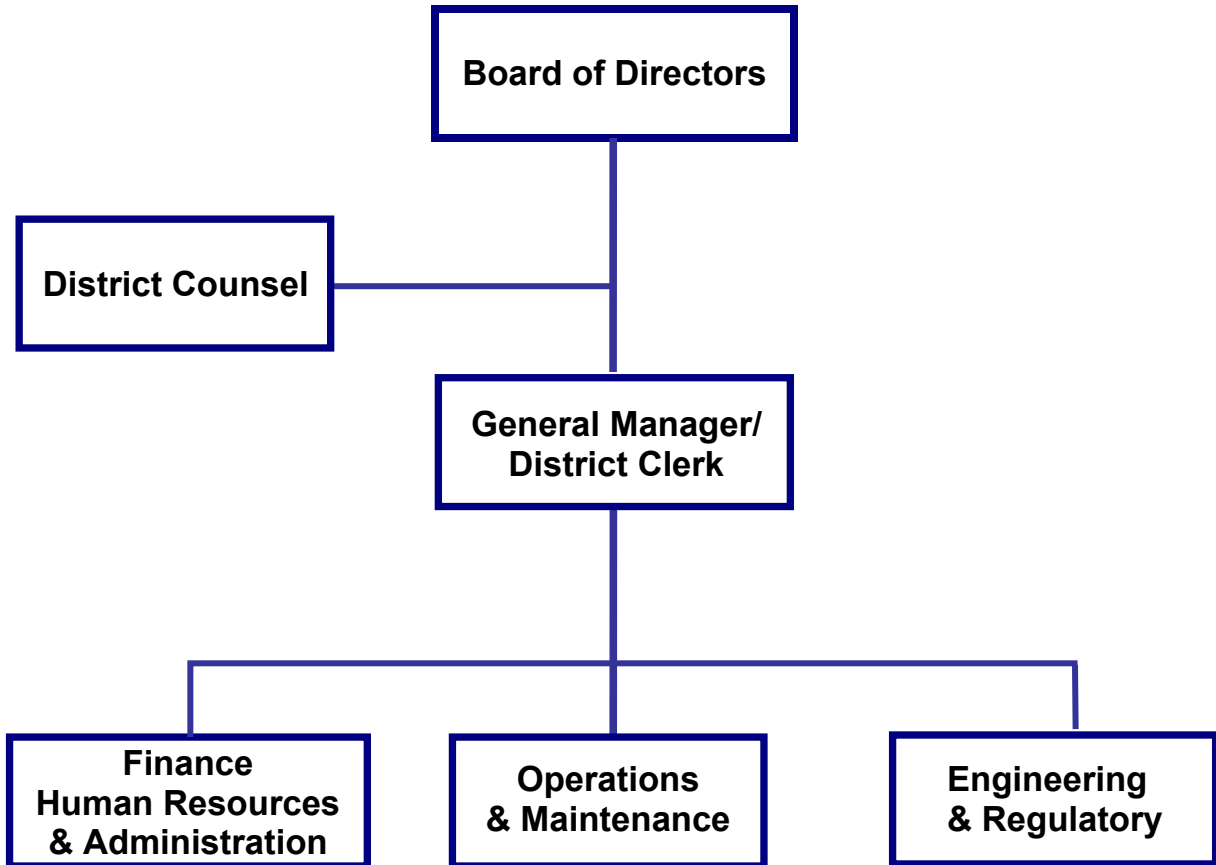 Board of Directors
District Counsel
General Manager/
District Clerk
Finance
Human Resources
& Administration
Operations
& Maintenance
Engineering
& Regulatory